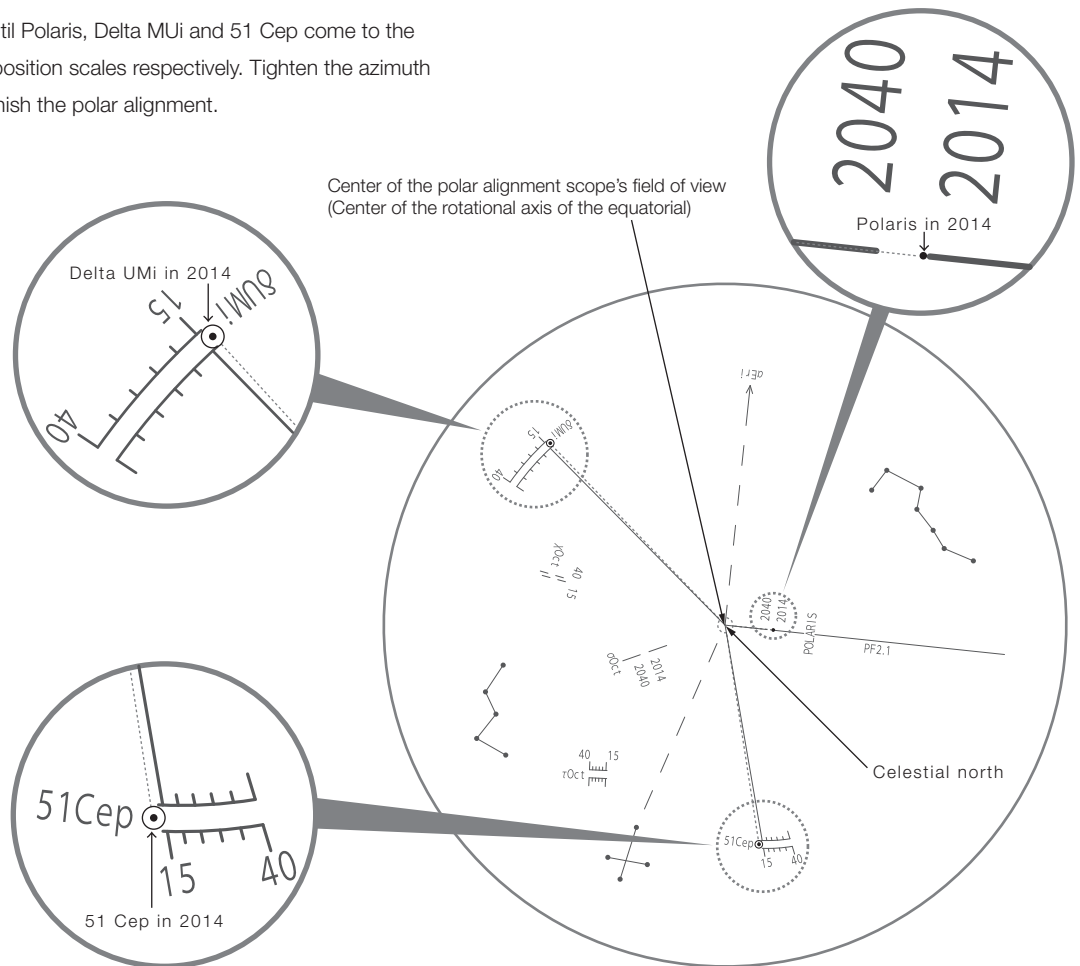 til Polaris, Delta MUi and 51 Cep come to the
position scales respectively. Tighten the azimuth
nish the polar alignment.
2040
2014
Polaris in 2014
Center of the polar alignment scope's field of view
(Center of the rotational axis of the equatorial)
Delta UMi in 2014
15
δUMi
40
αEri
15
δUMi
40
χOct
40 15
2040
2014
POLARIS
PF2.1
σOct
2014
2040
40 15
τOct
Celestial north
51Cep
15 40
51Cep
15
40
51 Cep in 2014